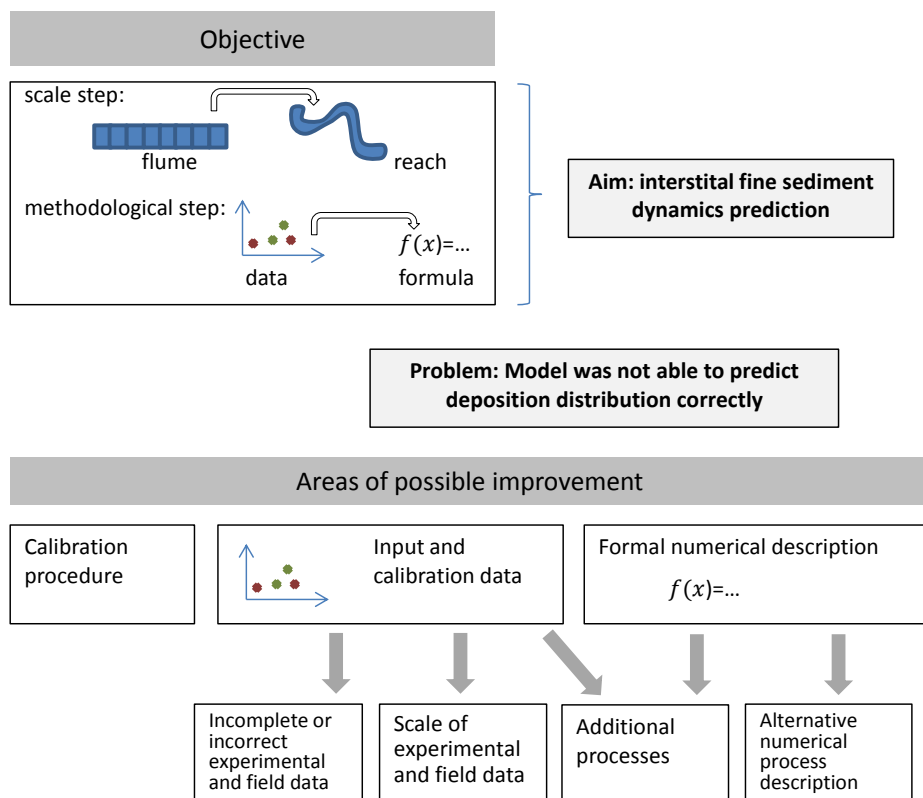 Objective
scale step:
flume
reach
methodological step:
f(x)=...
data
formula
Aim: interstital fine sediment
dynamics prediction
Problem: Model was not able to predict
deposition distribution correctly
Areas of possible improvement
Calibration
procedure
Input and
calibration data
Formal numerical description
f(x)=...
Incomplete or
incorrect
experimental
and field data
Scale of
experimental
and field data
Additional
processes
Alternative
numerical
process
description